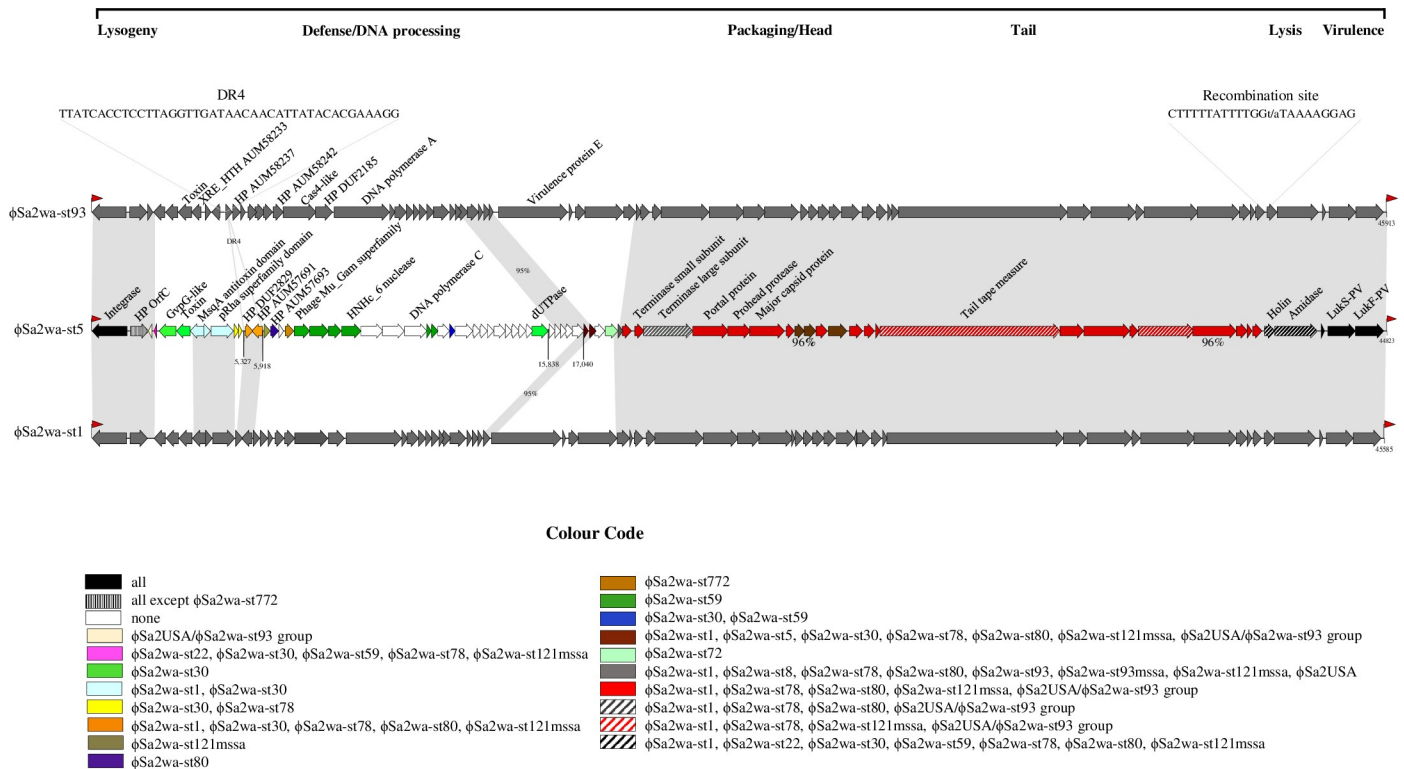 Lysogeny Defense/DNA processing Packaging/Head Tail Lysis Virulence
DR4 Recombination site
TTATCACCTCCTTAGGTTGATAACAACATTATACACGAAAGG CTTTTTATTTTGGt/aTAAAAGGAG
Toxin
XRE_HTH AUM58233
HP AUM58237
HP AUM58242
Cas4-like
HP DUF2185
DNA polymerase A
Virulence protein E
ϕSa2wa-st93
45913
DR4
95%
Integrase
HP OrfC
GvpG-like
Toxin
MsqA antitoxin domain
pRha superfamily domain
HP DUF2829
HP AUM57691
HP AUM57693
Phage Mu_Gam superfamily
HNHc_6 nuclease
DNA polymerase C
dUTPase
Terminase small subunit
Terminase large subunit
Portal protein
Prohead protease
Major capsid protein
Tail tape measure
Holin
Amidase
LukS-PV
LukF-PV
ϕSa2wa-st5
96% 96%
44823
5,327 5,918 15,838 17,040
95%
ϕSa2wa-st1
45585
Colour Code
all
all except ϕSa2wa-st772
none
ϕSa2USA/ϕSa2wa-st93 group
ϕSa2wa-st22, ϕSa2wa-st30, ϕSa2wa-st59, ϕSa2wa-st78, ϕSa2wa-st121mssa
ϕSa2wa-st30
ϕSa2wa-st1, ϕSa2wa-st30
ϕSa2wa-st30, ϕSa2wa-st78
ϕSa2wa-st1, ϕSa2wa-st30, ϕSa2wa-st78, ϕSa2wa-st80, ϕSa2wa-st121mssa
ϕSa2wa-st121mssa
ϕSa2wa-st80
ϕSa2wa-st772
ϕSa2wa-st59
ϕSa2wa-st30, ϕSa2wa-st59
ϕSa2wa-st1, ϕSa2wa-st5, ϕSa2wa-st30, ϕSa2wa-st78, ϕSa2wa-st80, ϕSa2wa-st121mssa, ϕSa2USA/ϕSa2wa-st93 group
ϕSa2wa-st72
ϕSa2wa-st1, ϕSa2wa-st8, ϕSa2wa-st78, ϕSa2wa-st80, ϕSa2wa-st93, ϕSa2wa-st93mssa, ϕSa2wa-st121mssa, ϕSa2USA
ϕSa2wa-st1, ϕSa2wa-st78, ϕSa2wa-st80, ϕSa2wa-st121mssa, ϕSa2USA/ϕSa2wa-st93 group
ϕSa2wa-st1, ϕSa2wa-st78, ϕSa2wa-st80, ϕSa2USA/ϕSa2wa-st93 group
ϕSa2wa-st1, ϕSa2wa-st78, ϕSa2wa-st121mssa, ϕSa2USA/ϕSa2wa-st93 group
ϕSa2wa-st1, ϕSa2wa-st22, ϕSa2wa-st30, ϕSa2wa-st59, ϕSa2wa-st78, ϕSa2wa-st80, ϕSa2wa-st121mssa